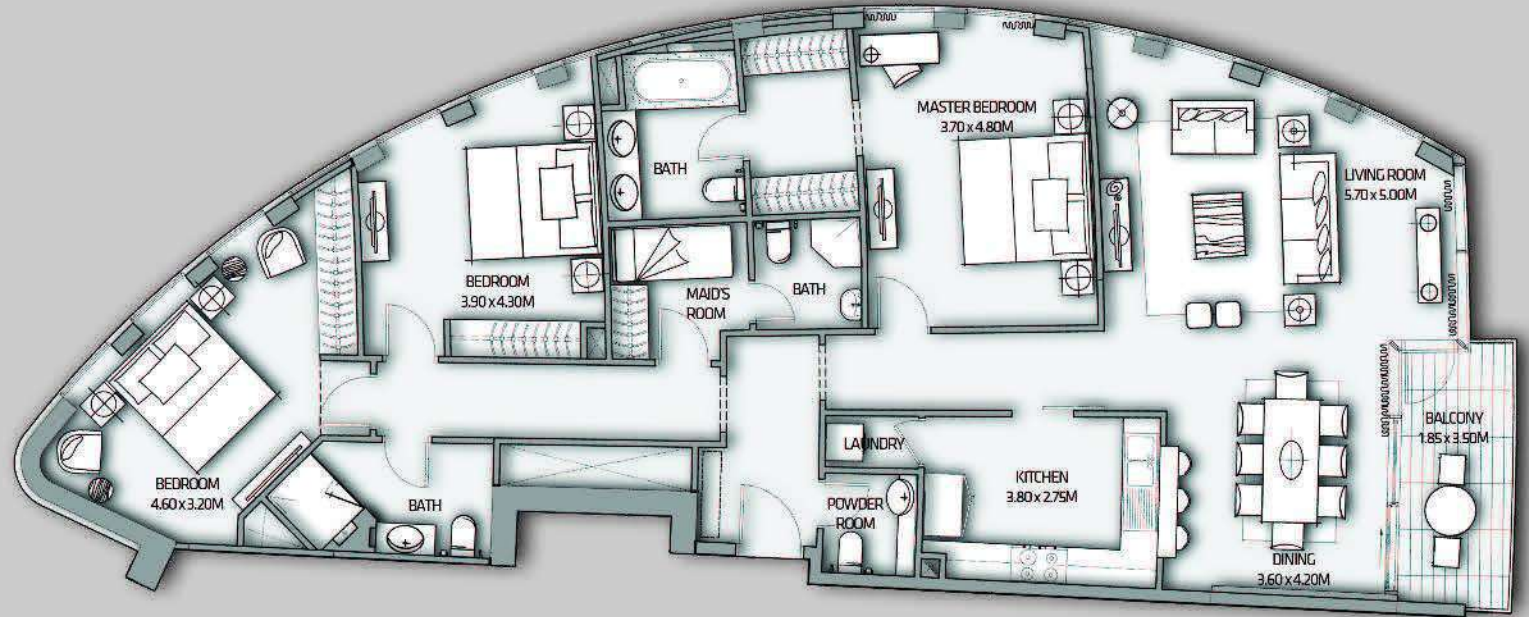 MASTER BEDROOM
3.70 x 4.80M
BATH
LIVING ROOM
5.70 x 5.00M
BEDROOM
3.90 x 4.30M
MAID'S
ROOM
BATH
BALCONY
1.85 x 3.50M
LAUNDRY
KITCHEN
3.80 x 2.75M
BEDROOM
4.60 x 3.20M
BATH
POWDER
ROOM
DINING
3.60 x 4.20M